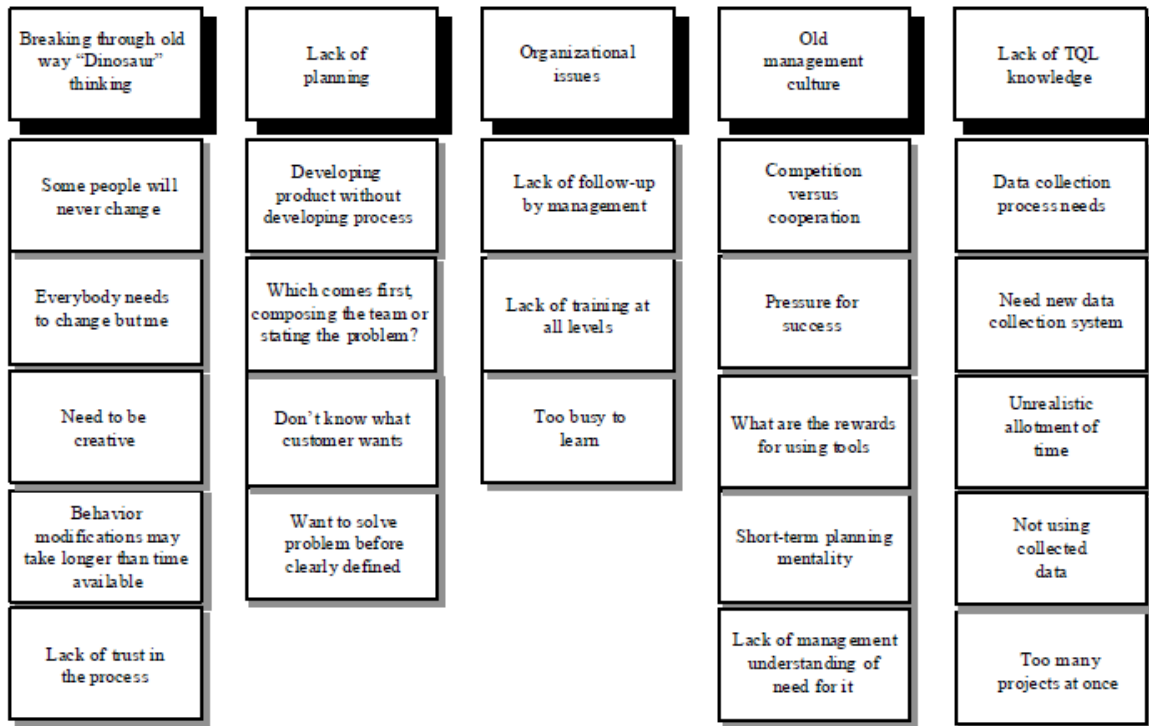 Breaking through old
way “Dinosaur”
thinking
Some people will
never change
Everybody needs
to change but me
Need to be
creative
Behavior
modifications may
take longer than time
available
Lack of trust in
the process
Lack of
planning
Developing
product without
developing process
Which comes first,
composing the team or
stating the problem?
Don’t know what
customer wants
Want to solve
problem before
clearly defined
Organizational
issues
Lack of follow-up
by management
Lack of training at
all levels
Too busy to
learn
Old
management
culture
Competition
versus
cooperation
Pressure for
success
What are the rewards
for using tools
Short-term planning
mentality
Lack of management
understanding of
need for it
Lack of TQL
knowledge
Data collection
process needs
Need new data
collection system
Unrealistic
allotment of
time
Not using
collected
data
Too many
projects at once